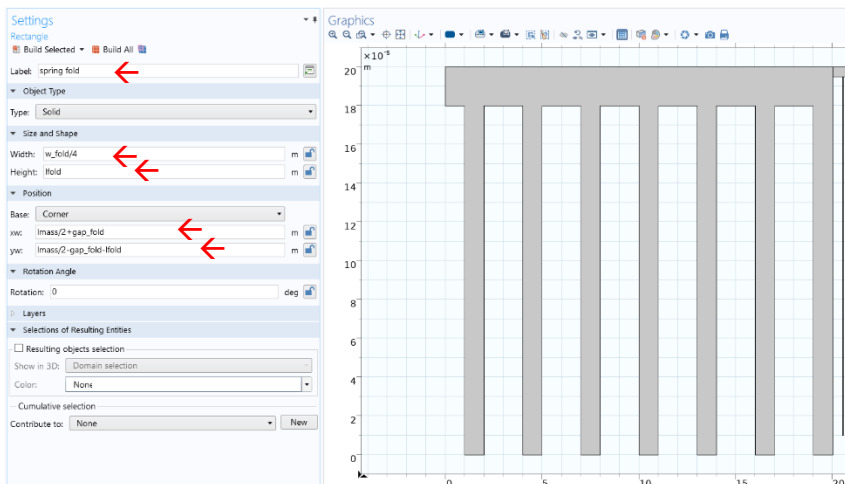 Settings
Rectangle
Build Selected
Build All
Label: spring fold
Object Type
Type: Solid
Size and Shape
Width: w_fold/4 m
Height: lfold m
Position
Base: Corner
xw: lmass/2+gap_fold m
yw: lmass/2-gap_fold-lfold m
Rotation Angle
Rotation: 0 deg
Layers
Selections of Resulting Entities
Resulting objects selection
Show in 3D: Domain selection
Color: None
Cumulative selection
Contribute to: None New
Graphics
×10⁻⁵
m
20
18
16
14
12
10
8
6
4
2
0
0 5 10 15 20